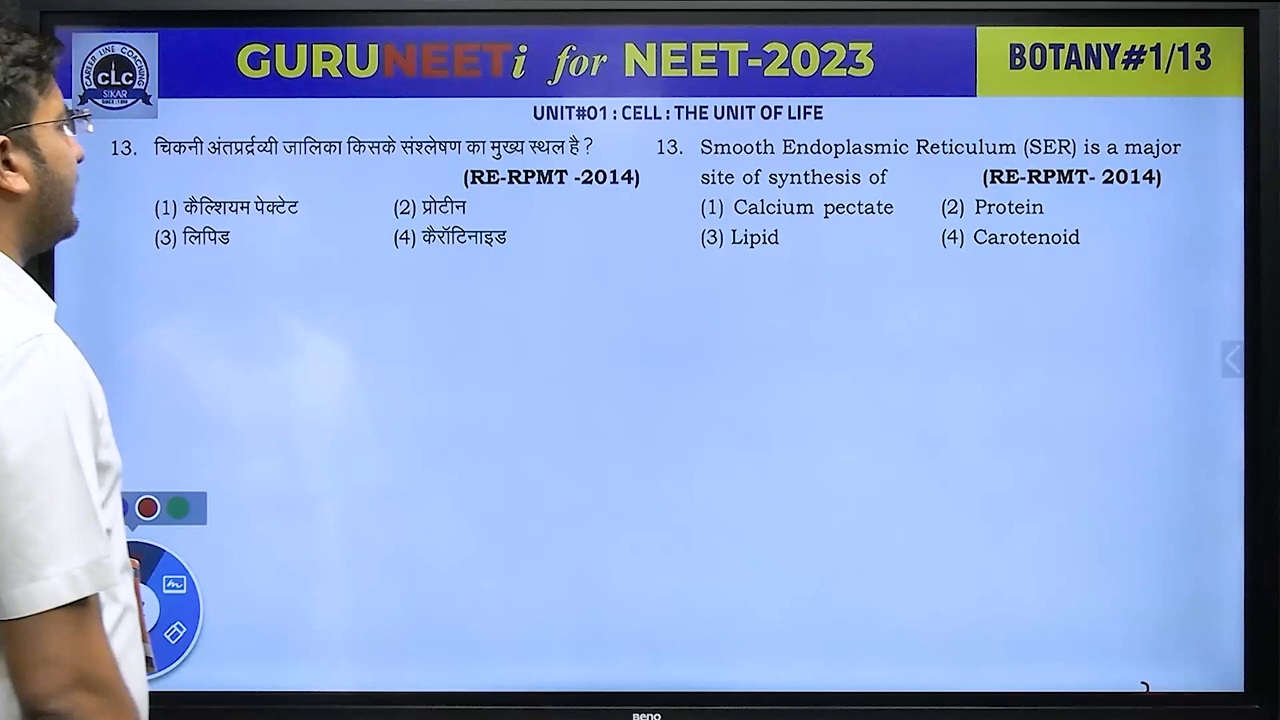 GURUNEETi for NEET-2023
BOTANY#1/13
CAREER LINE COACHING
CLC
SIKAR
UNIT#01 : CELL : THE UNIT OF LIFE
13. चिकनी अंतप्रर्द्रव्यी जालिका किसके संश्लेषण का मुख्य स्थल है ?
(RE-RPMT -2014)
(1) कैल्शियम पेक्टेट (2) प्रोटीन
(3) लिपिड (4) कैरॉटिनाइड
13. Smooth Endoplasmic Reticulum (SER) is a major
site of synthesis of (RE-RPMT- 2014)
(1) Calcium pectate (2) Protein
(3) Lipid (4) Carotenoid
BenQ